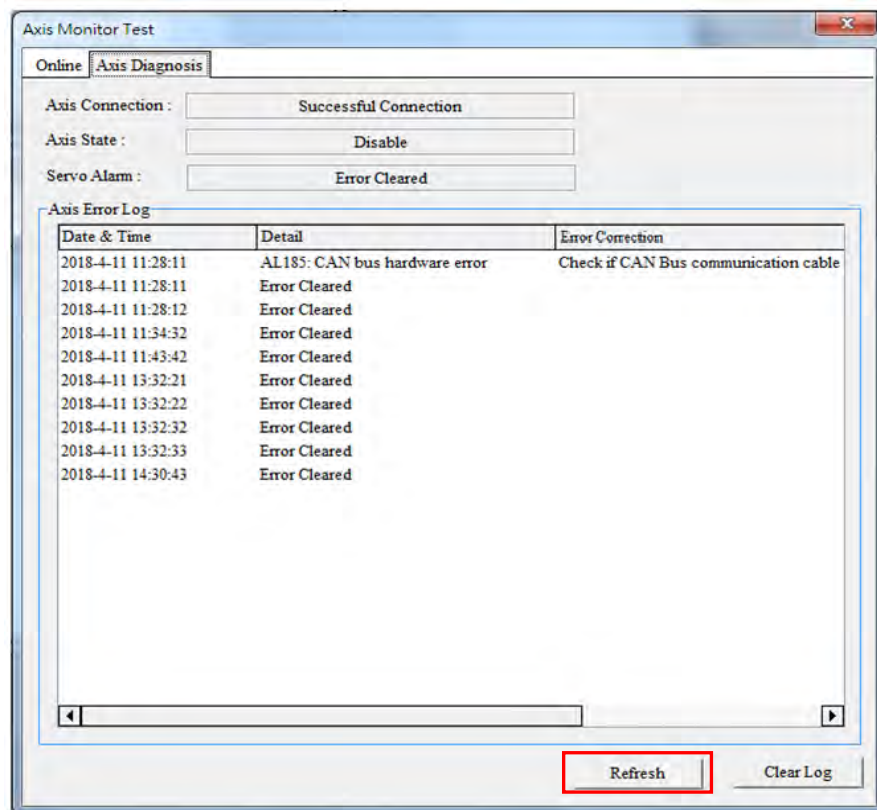 Axis Monitor Test
Online Axis Diagnosis
Axis Connection : Successful Connection
Axis State : Disable
Servo Alarm : Error Cleared
Axis Error Log
Date & Time Detail Error Correction
2018-4-11 11:28:11 AL185: CAN bus hardware error Check if CAN Bus communication cable
2018-4-11 11:28:11 Error Cleared
2018-4-11 11:28:12 Error Cleared
2018-4-11 11:34:32 Error Cleared
2018-4-11 11:43:42 Error Cleared
2018-4-11 13:32:21 Error Cleared
2018-4-11 13:32:22 Error Cleared
2018-4-11 13:32:32 Error Cleared
2018-4-11 13:32:33 Error Cleared
2018-4-11 14:30:43 Error Cleared
Refresh Clear Log